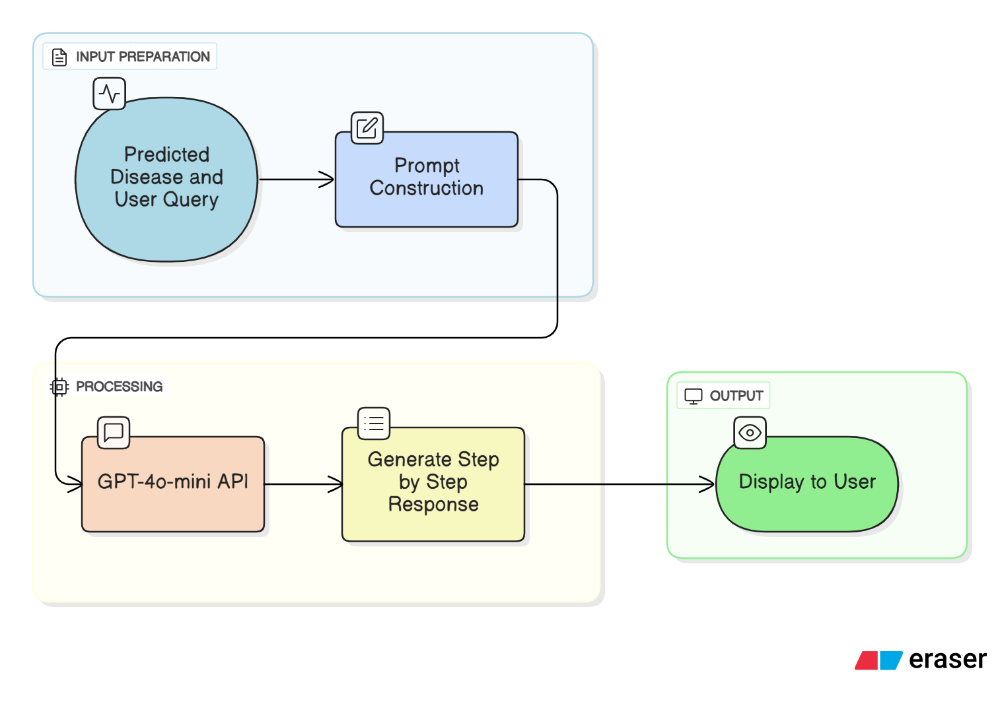 INPUT PREPARATION
Predicted
Disease and
User Query
Prompt
Construction
PROCESSING
GPT-4o-mini API
Generate Step
by Step
Response
OUTPUT
Display to User
eraser